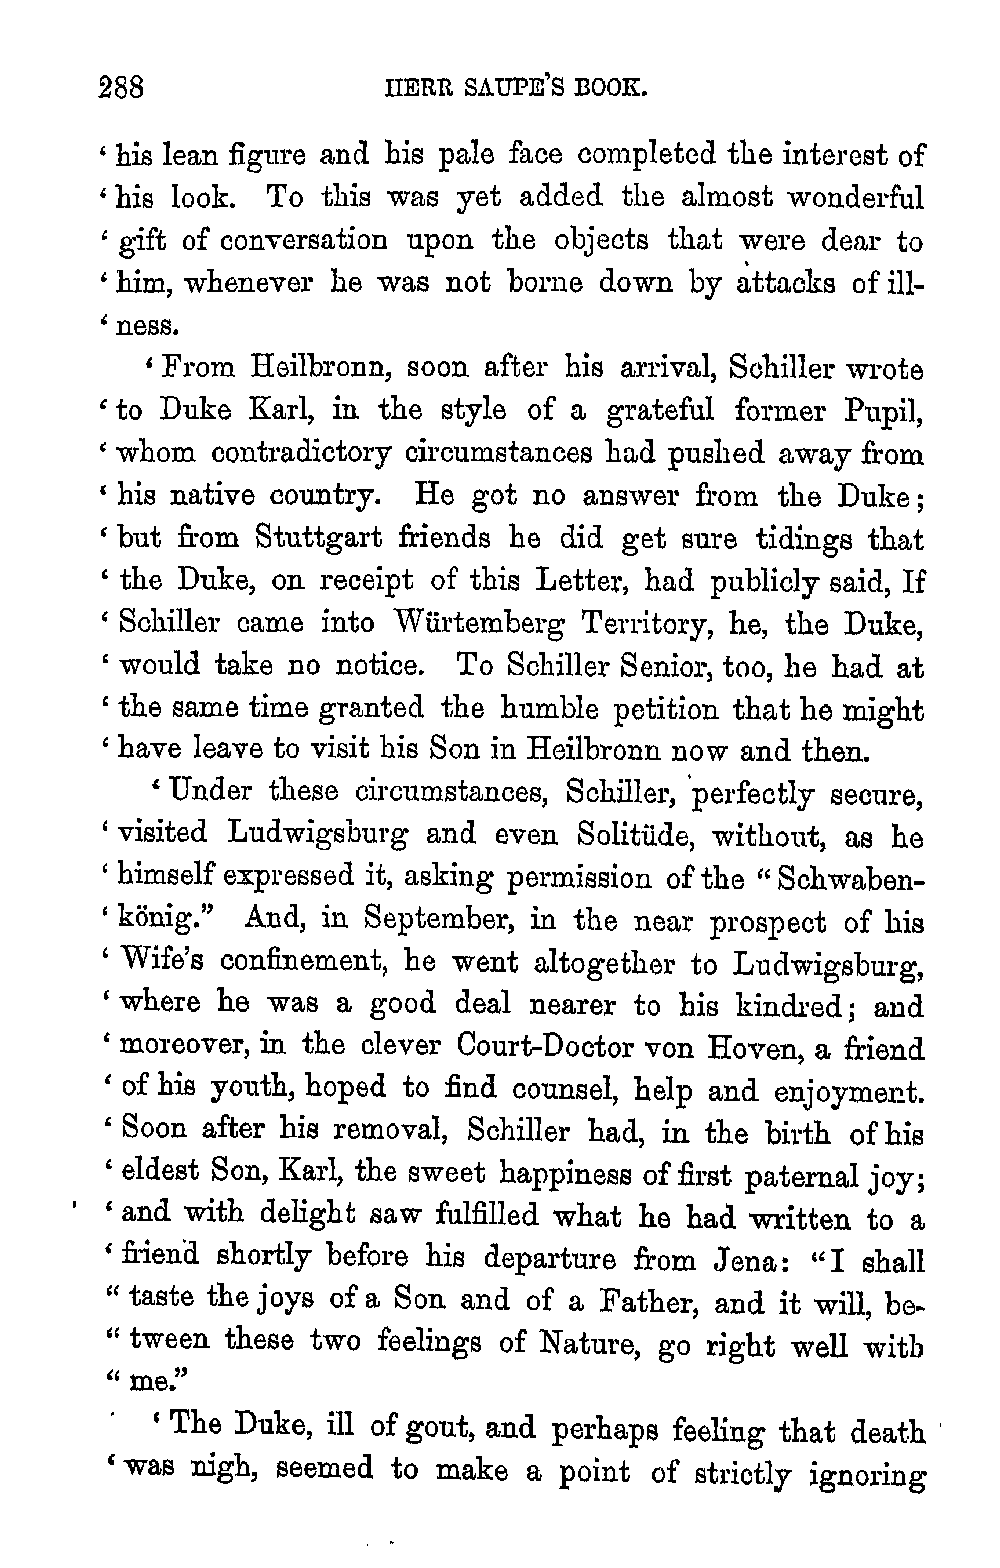 288 HERR SAUPE'S BOOK.
‘ his lean figure and his pale face completed the interest of
‘ his look. To this was yet added the almost wonderful
‘ gift of conversation upon the objects that were dear to
‘ him, whenever he was not borne down by attacks of ill-
‘ ness.
‘ From Heilbronn, soon after his arrival, Schiller wrote
‘ to Duke Karl, in the style of a grateful former Pupil,
‘ whom contradictory circumstances had pushed away from
‘ his native country. He got no answer from the Duke;
‘ but from Stuttgart friends he did get sure tidings that
‘ the Duke, on receipt of this Letter, had publicly said, If
‘ Schiller came into Würtemberg Territory, he, the Duke,
‘ would take no notice. To Schiller Senior, too, he had at
‘ the same time granted the humble petition that he might
‘ have leave to visit his Son in Heilbronn now and then.
‘ Under these circumstances, Schiller, perfectly secure,
‘ visited Ludwigsburg and even Solitüde, without, as he
‘ himself expressed it, asking permission of the “ Schwaben-
‘ könig.” And, in September, in the near prospect of his
‘ Wife’s confinement, he went altogether to Ludwigsburg,
‘ where he was a good deal nearer to his kindred; and
‘ moreover, in the clever Court-Doctor von Hoven, a friend
‘ of his youth, hoped to find counsel, help and enjoyment.
‘ Soon after his removal, Schiller had, in the birth of his
‘ eldest Son, Karl, the sweet happiness of first paternal joy;
‘ and with delight saw fulfilled what he had written to a
‘ friend shortly before his departure from Jena: “I shall
“ taste the joys of a Son and of a Father, and it will, be-
“ tween these two feelings of Nature, go right well with
“ me.”
‘ The Duke, ill of gout, and perhaps feeling that death
‘ was nigh, seemed to make a point of strictly ignoring